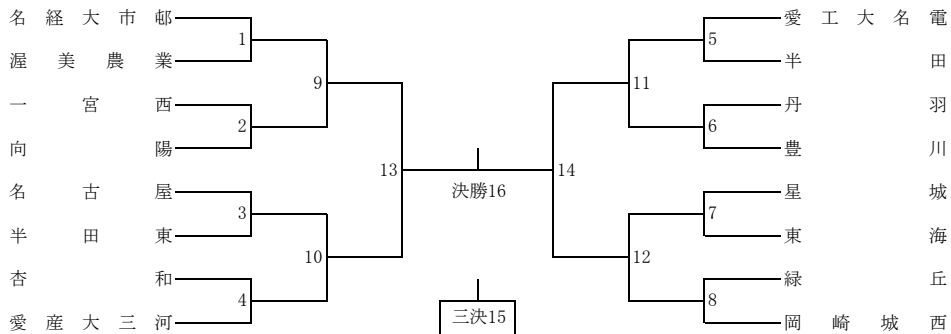 名経大市邨
愛工大名電
1
5
渥美農業
半田
9
11
一宮西
丹羽
2
6
向陽
豊川
13
14
決勝16
名古屋
星城
3
7
半田東
東海
10
12
杏和
緑丘
4
8
愛産大三河
三決15
岡崎城西